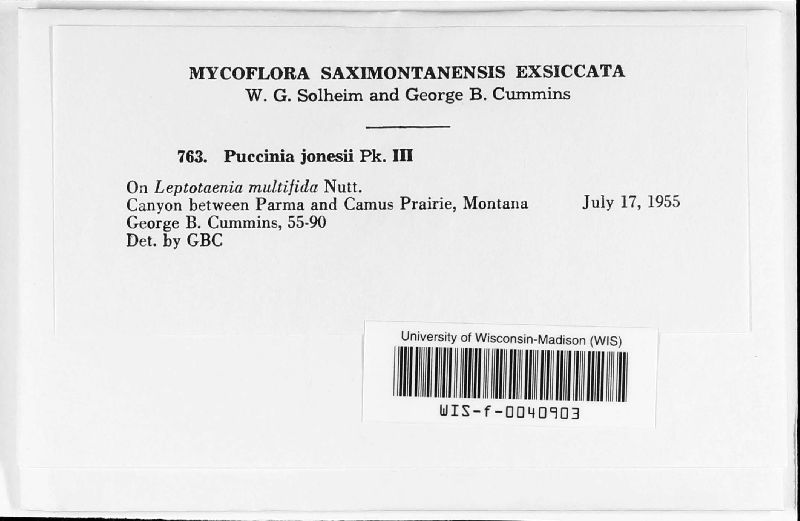 MYCOFLORA SAXIMONTANENSIS EXSICCATA
W. G. Solheim and George B. Cummins
763. Puccinia jonesii Pk. III
On Leptotaenia multifida Nutt.
Canyon between Parma and Camus Prairie, Montana July 17, 1955
George B. Cummins, 55-90
Det. by GBC
University of Wisconsin-Madison (WIS)
WIS-f-0040903